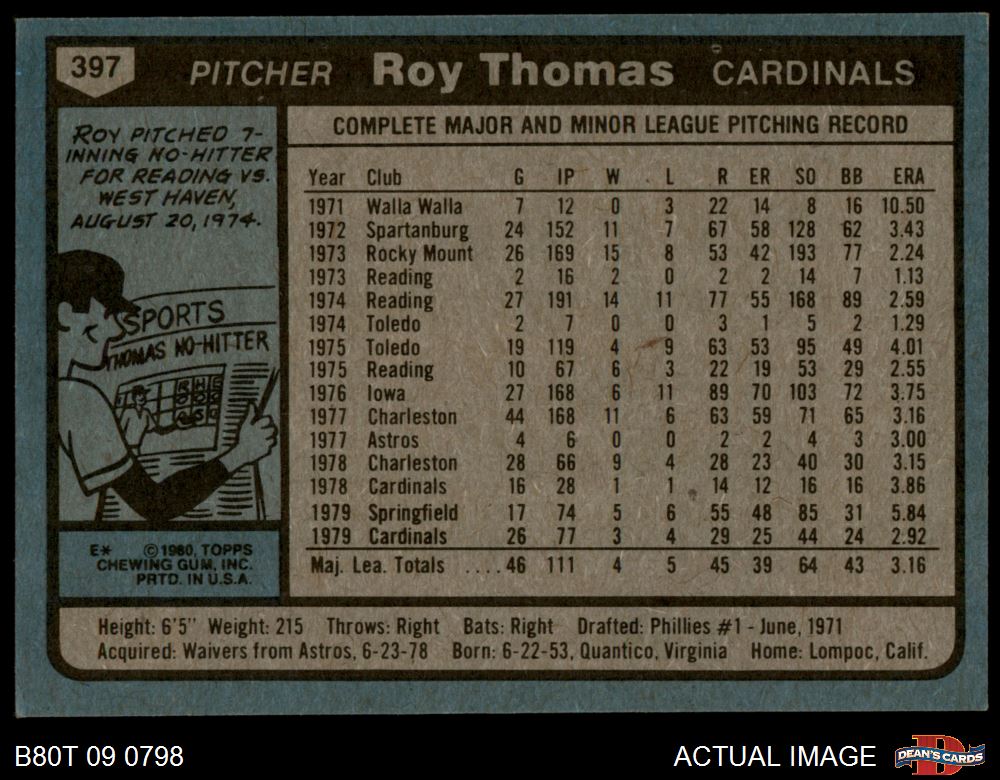 397 PITCHER Roy Thomas CARDINALS
ROY PITCHED 7-
INNING NO-HITTER
FOR READING VS.
WEST HAVEN,
AUGUST 20, 1974.
SPORTS
THOMAS NO-HITTER
R H E
E* ©1980, TOPPS
CHEWING GUM, INC.
PRTD. IN U.S.A.
COMPLETE MAJOR AND MINOR LEAGUE PITCHING RECORD
Year Club G IP W L R ER SO BB ERA
1971 Walla Walla 7 12 0 3 22 14 8 16 10.50
1972 Spartanburg 24 152 11 7 67 58 128 62 3.43
1973 Rocky Mount 26 169 15 8 53 42 193 77 2.24
1973 Reading 2 16 2 0 2 2 14 7 1.13
1974 Reading 27 191 14 11 77 55 168 89 2.59
1974 Toledo 2 7 0 0 3 1 5 2 1.29
1975 Toledo 19 119 4 9 63 53 95 49 4.01
1975 Reading 10 67 6 3 22 19 53 29 2.55
1976 Iowa 27 168 6 11 89 70 103 72 3.75
1977 Charleston 44 168 11 6 63 59 71 65 3.16
1977 Astros 4 6 0 0 2 2 4 3 3.00
1978 Charleston 28 66 9 4 28 23 40 30 3.15
1978 Cardinals 16 28 1 1 14 12 16 16 3.86
1979 Springfield 17 74 5 6 55 48 85 31 5.84
1979 Cardinals 26 77 3 4 29 25 44 24 2.92
Maj. Lea. Totals ....46 111 4 5 45 39 64 43 3.16
Height: 6'5" Weight: 215 Throws: Right Bats: Right Drafted: Phillies #1 - June, 1971
Acquired: Waivers from Astros, 6-23-78 Born: 6-22-53, Quantico, Virginia Home: Lompoc, Calif.
B80T 09 0798 ACTUAL IMAGE
D
DEAN'S CARDS